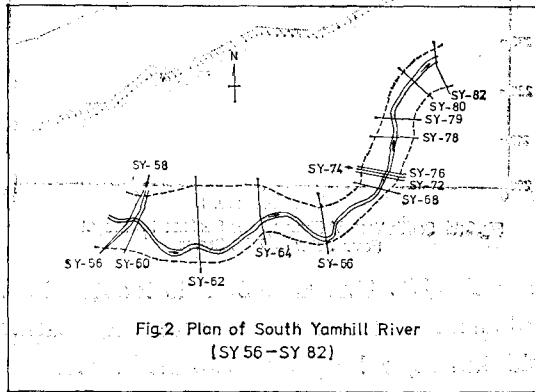 N
SY-82
SY-80
SY-79
SY-78
SY-58
SY-74
SY-76
SY-72
SY-68
SY-56
SY-60
SY-62
SY-64
SY-66
Fig.2 Plan of South Yamhill River
(SY 56-SY 82)